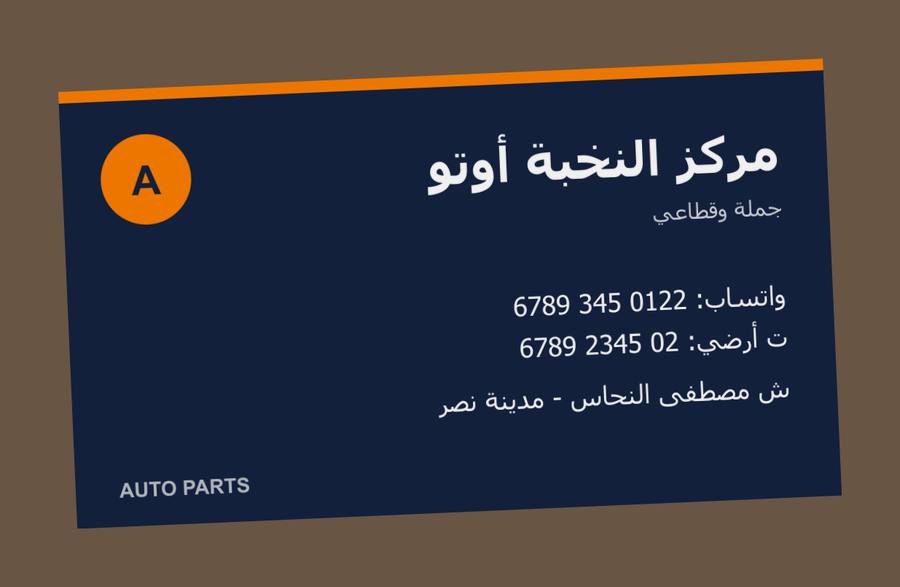 A
مركز النخبة أوتو
جملة وقطاعي
واتساب: 0122 345 6789
ت أرضي: 02 2345 6789
ش مصطفى النحاس - مدينة نصر
AUTO PARTS